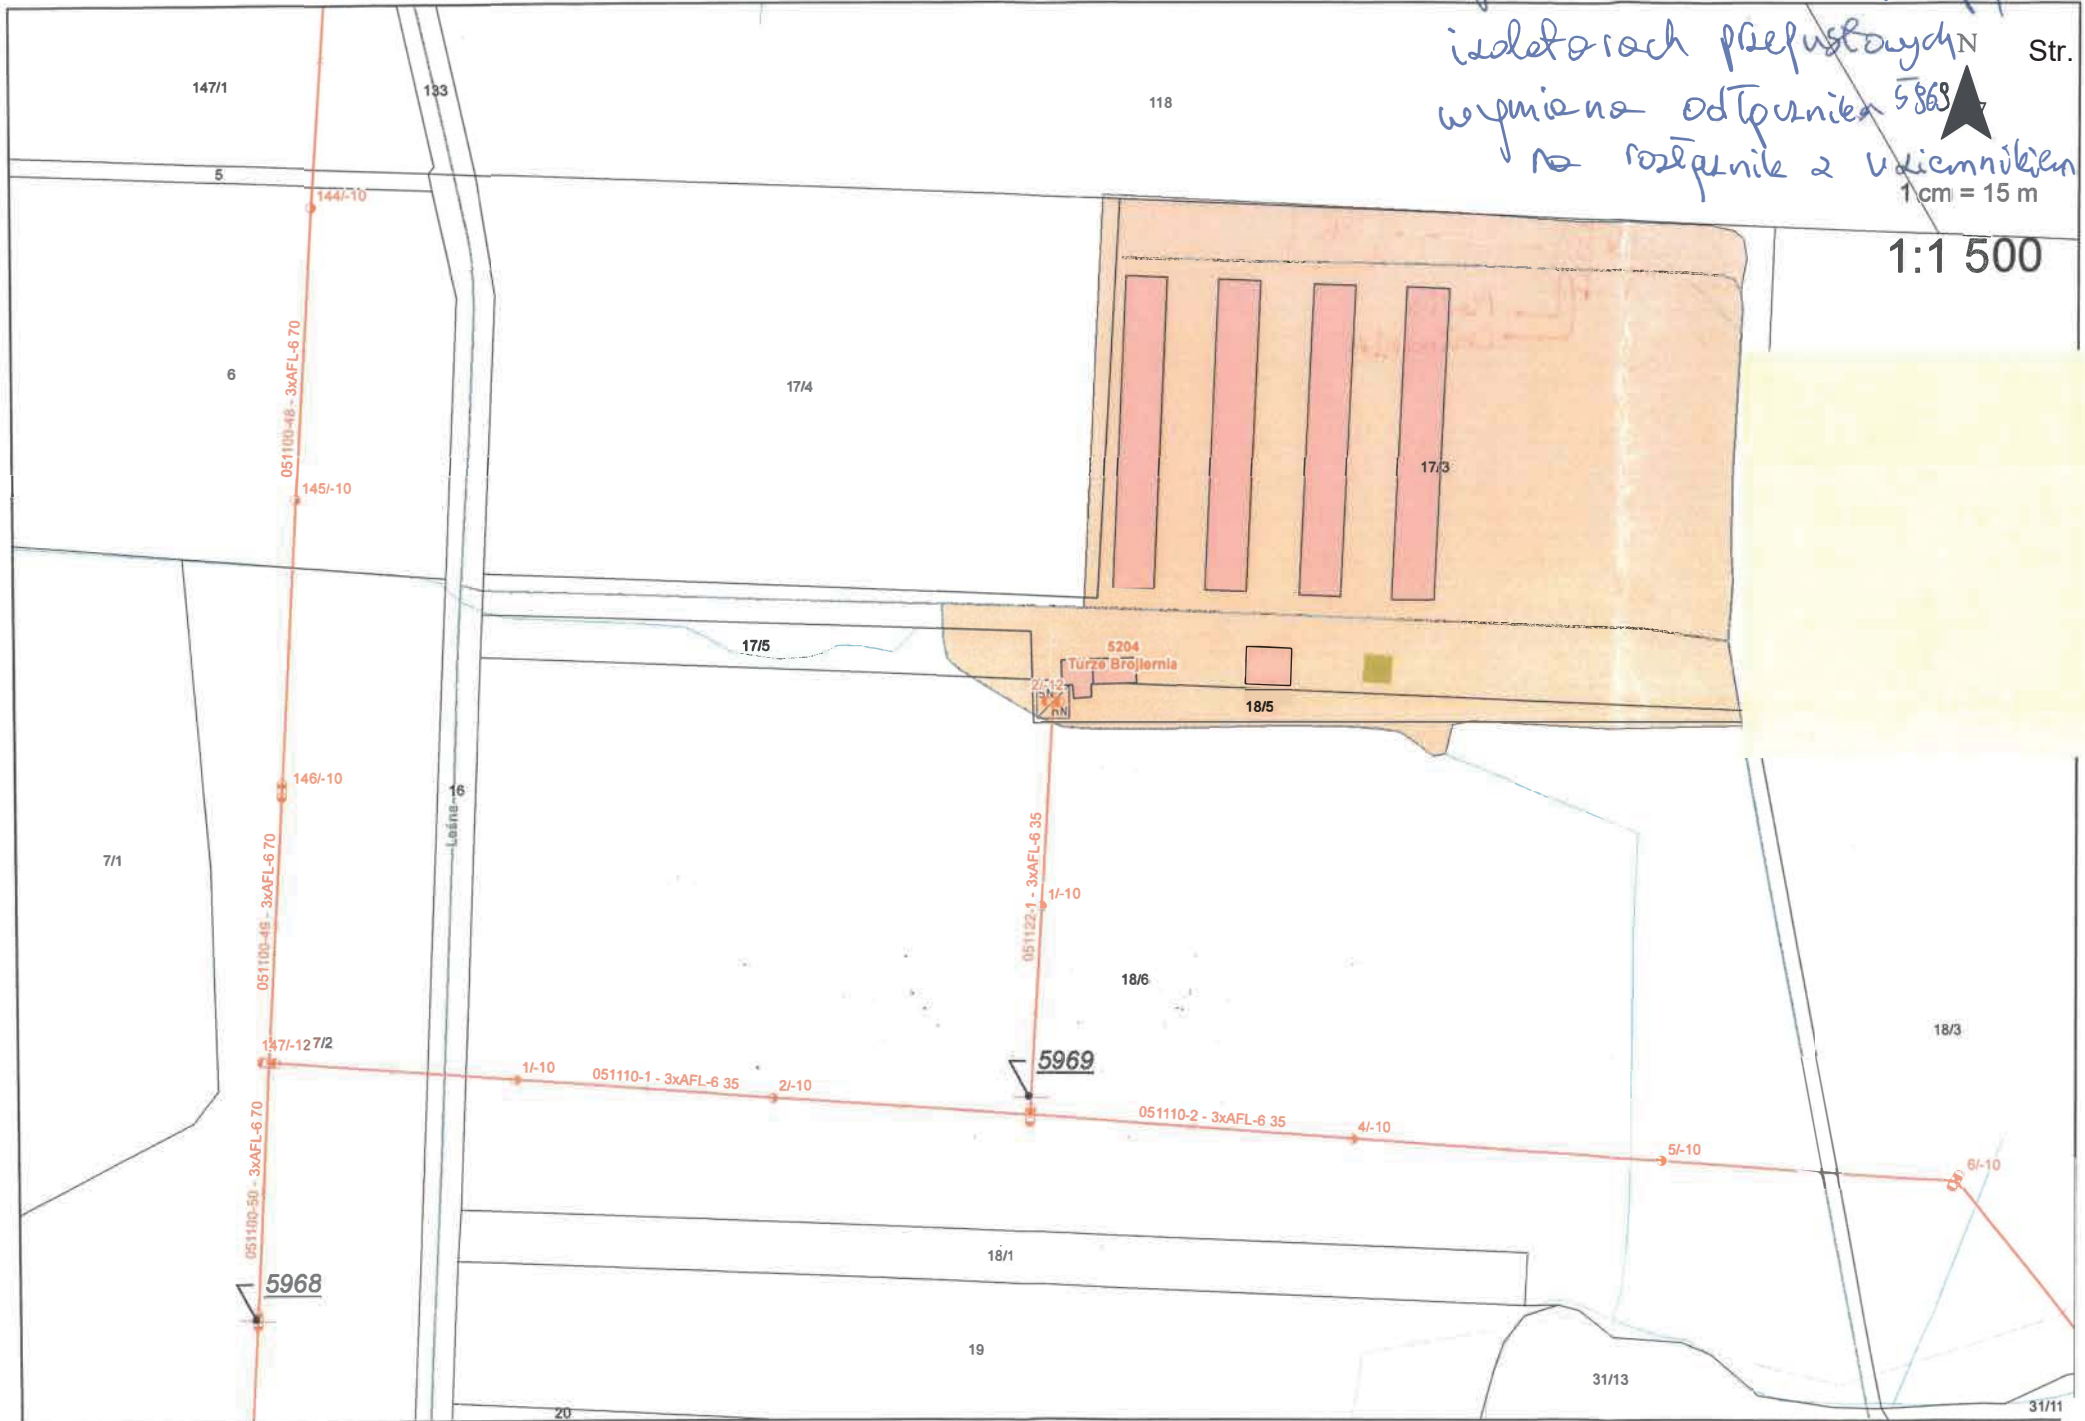 izolatorach przepustowych
N
Str.
wymiana odłącznika 5969
na rozłącznik z uziemnikiem
1 cm = 15 m
1:1 500
147/1
133
118
5
144/-10
051100-48 - 3xAFL-6 70
6
17/4
17/3
145/-10
17/5
5204
Turze Brojlernia
2/-12
SN
nN
18/5
146/-10
16
Leśna
7/1
051100-49 - 3xAFL-6 70
051122-1 - 3xAFL-6 35
1/-10
18/6
18/3
147/-12
7/2
5969
1/-10
051110-1 - 3xAFL-6 35
2/-10
051110-2 - 3xAFL-6 35
4/-10
5/-10
6/-10
051100-50 - 3xAFL-6 70
18/1
5968
19
31/13
20
31/11